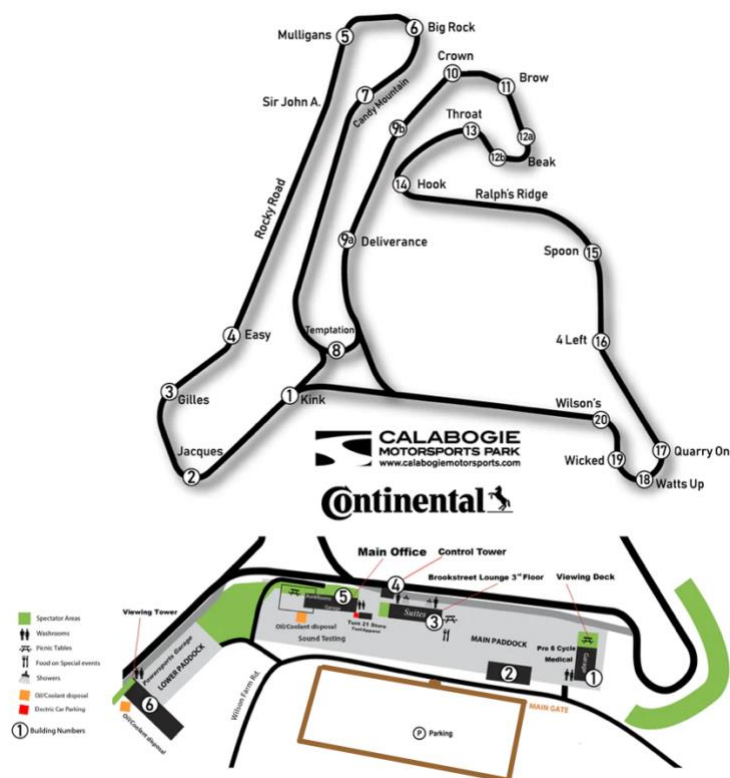 Mulligans
5
6
Big Rock
Crown
10
Brow
11
7
Candy Mountain
Sir John A.
Throat
9b
13
12a
12b
Beak
14
Hook
Ralph's Ridge
Rocky Road
9a
Deliverance
Spoon
15
4
Easy
Temptation
8
4 Left
16
3
Gilles
1
Kink
Wilson's
20
Jacques
2
CALABOGIE
MOTORSPORTS PARK
www.calabogiemotorsports.com
Wicked
19
17
Quarry On
18
Watts Up
Continental
Main Office
Control Tower
Brookstreet Lounge 3rd Floor
Viewing Deck
Spectator Areas
Washrooms
Picnic Tables
Food on Special events
Showers
Oil/Coolant disposal
Electric Car Parking
1
Building Numbers
Viewing Tower
Powersports Garage
LOWER PADDOCK
6
Oil/Coolant disposal
5
4
Garage
Turn 21 Store
Suites
3
Oil/Coolant disposal
Sound Testing
MAIN PADDOCK
Pro 6 Cycle
Medical
Garage
1
2
Wilson Farm Rd.
MAIN GATE
P
Parking